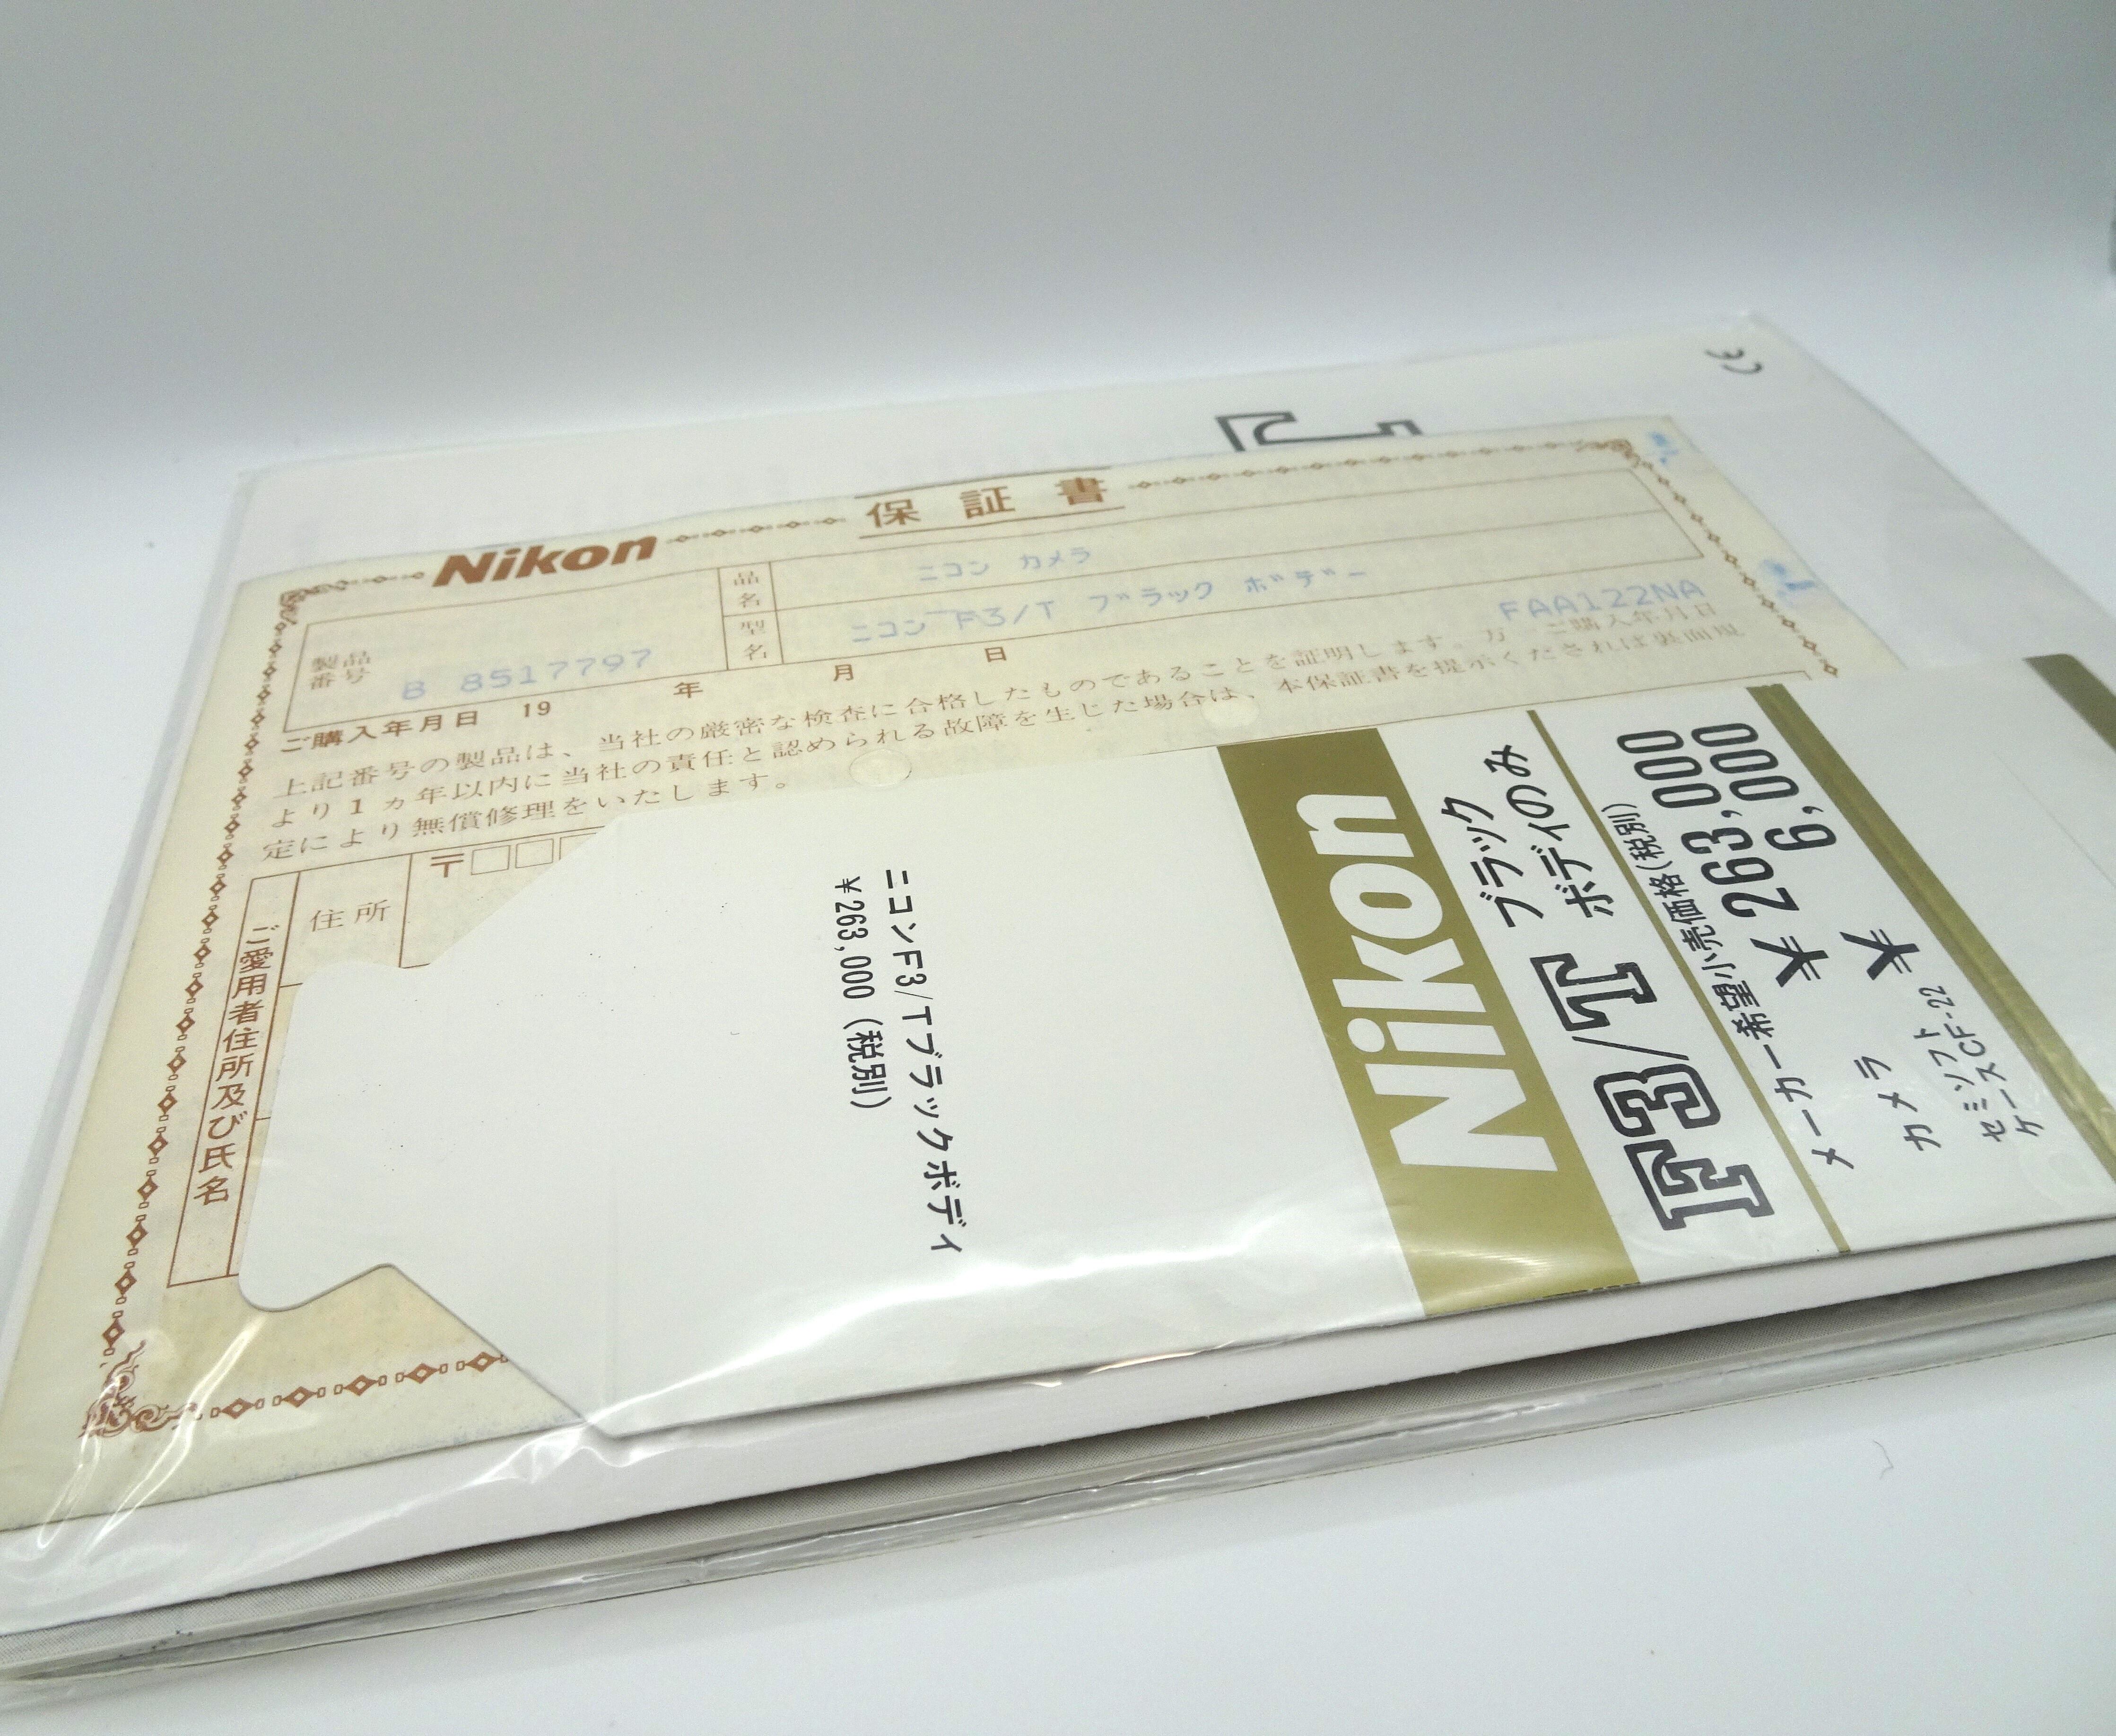 Nikon
保証書
製品番号
B 8517797
品名
ニコン カメラ
型名
ニコン F3/T ブラック ボデー
FAA122NA
ご購入年月日 19 年 月 日
上記番号の製品は、当社の厳密な検査に合格したものであることを証明します。万一ご購入年月日
より1ヵ年以内に当社の責任と認められる故障を生じた場合は、本保証書を提示くだされば裏面規
定により無償修理をいたします。
ご愛用者住所及び氏名
住所
〒
ニコンF3/Tブラックボディ
¥263,000(税別)
Nikon
F3/T ブラック
ボディのみ
メーカー希望小売価格(税別)
カメラ ¥263,000
セミソフト
ケースCF-22 ¥ 6,000